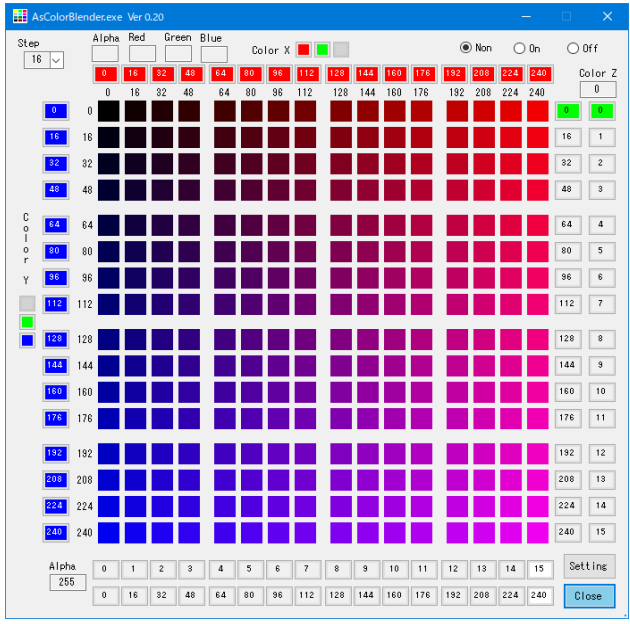 AsColorBlender.exe Ver 0.20
Step Alpha Red Green Blue Color X Non On Off
16
0 16 32 48 64 80 96 112 128 144 160 176 192 208 224 240 Color Z
0 16 32 48 64 80 96 112 128 144 160 176 192 208 224 240 0
0 0 0 0
16 16 16 1
32 32 32 2
48 48 48 3
Color Y
64 64 64 4
80 80 80 5
96 96 96 6
112 112 112 7
128 128 128 8
144 144 144 9
160 160 160 10
176 176 176 11
192 192 192 12
208 208 208 13
224 224 224 14
240 240 240 15
Alpha 0 1 2 3 4 5 6 7 8 9 10 11 12 13 14 15 Setting
255
0 16 32 48 64 80 96 112 128 144 160 176 192 208 224 240 Close